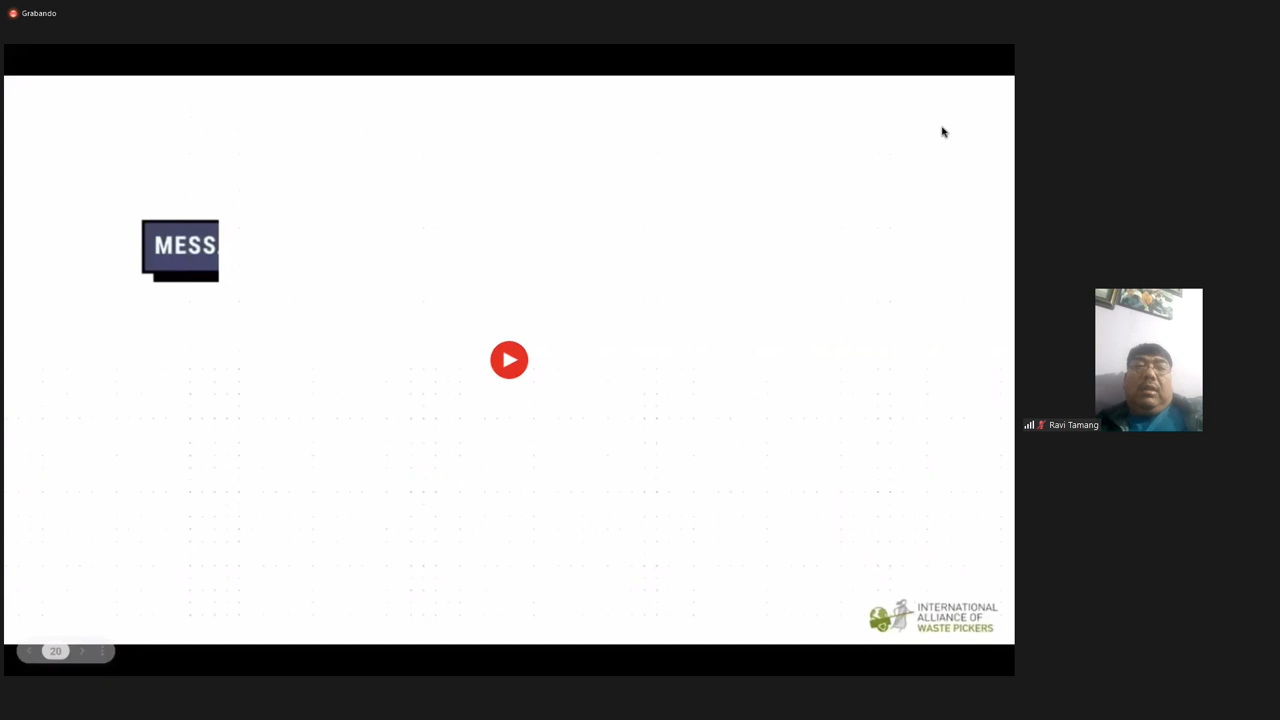 Grabando
MESS
INTERNATIONAL
ALLIANCE OF
WASTE PICKERS
Ravi Tamang
20